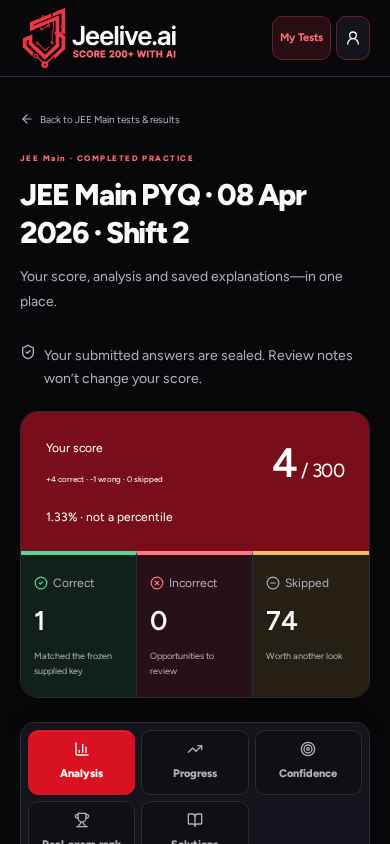 Jeelive.ai
SCORE 200+ WITH AI
My Tests
Back to JEE Main tests & results
JEE Main · COMPLETED PRACTICE
JEE Main PYQ · 08 Apr
2026 · Shift 2
Your score, analysis and saved explanations—in one
place.
Your submitted answers are sealed. Review notes
won't change your score.
Your score
4 / 300
+4 correct · -1 wrong · 0 skipped
1.33% · not a percentile
Correct
Incorrect
Skipped
1
0
74
Matched the frozen
supplied key
Opportunities to
review
Worth another look
Analysis
Progress
Confidence
Real exam rank
Solutions